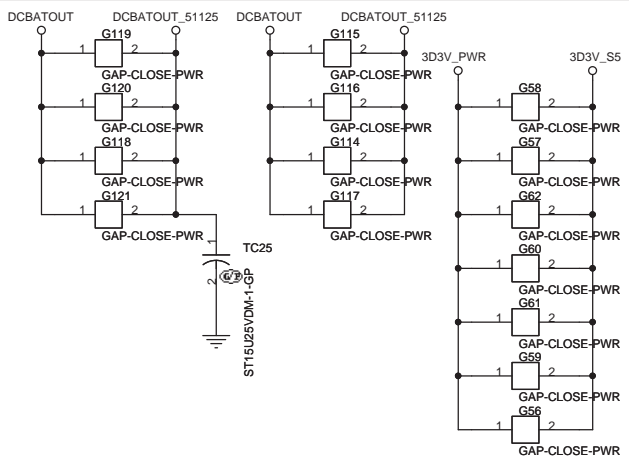 DCBATOUT DCBATOUT_51125 DCBATOUT DCBATOUT_51125
G119 G115
1 2 1 2
3D3V_PWR 3D3V_S5
GAP-CLOSE-PWR GAP-CLOSE-PWR
G120 G116 G58
1 2 1 2 1 2
GAP-CLOSE-PWR GAP-CLOSE-PWR GAP-CLOSE-PWR
G118 G114 G57
1 2 1 2 1 2
GAP-CLOSE-PWR GAP-CLOSE-PWR GAP-CLOSE-PWR
G121 G117 G62
1 2 1 2 1 2
GAP-CLOSE-PWR GAP-CLOSE-PWR GAP-CLOSE-PWR
1 TC25
G60
1 2
G/P
2
ST15U25VDM-1-GP
GAP-CLOSE-PWR
G61
1 2
GAP-CLOSE-PWR
G59
1 2
GAP-CLOSE-PWR
G56
1 2
GAP-CLOSE-PWR